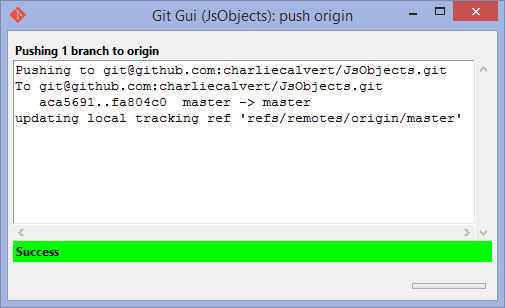 Git Gui (JsObjects): push origin
Pushing 1 branch to origin
Pushing to git@github.com:charliecalvert/JsObjects.git
To git@github.com:charliecalvert/JsObjects.git
aca5691..fa804c0  master -> master
updating local tracking ref 'refs/remotes/origin/master'
Success